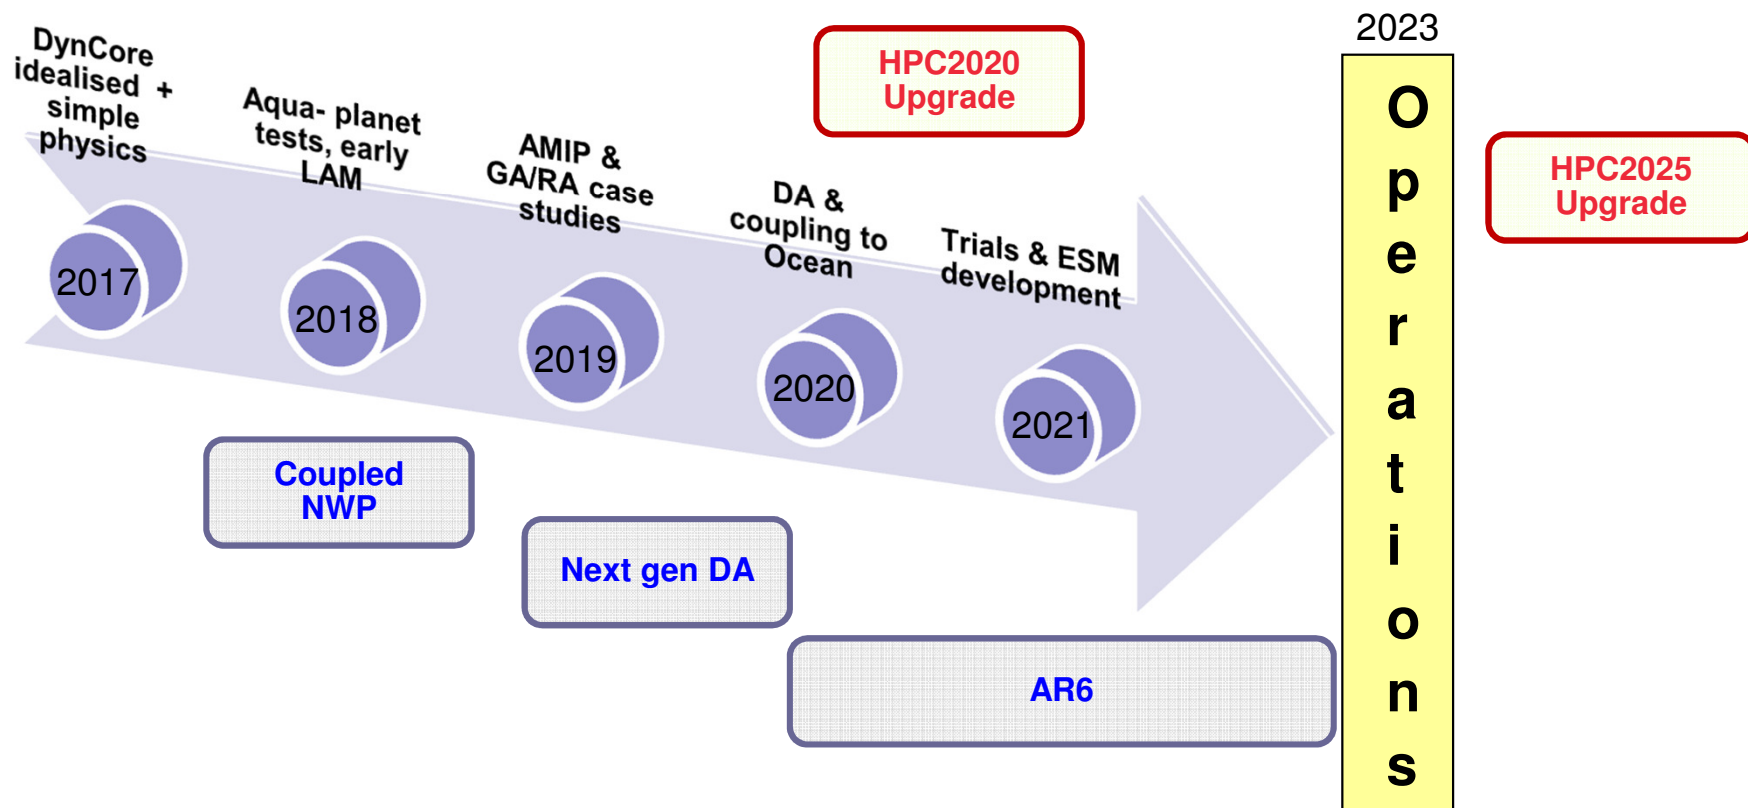 DynCore
idealised +
simple
physics
Aqua- planet
tests, early
LAM
AMIP &
GA/RA case
studies
DA &
coupling to
Ocean
Trials & ESM
development
HPC2020
Upgrade
2023
Operations
HPC2025
Upgrade
2017
2018
2019
2020
2021
Coupled
NWP
Next gen DA
AR6